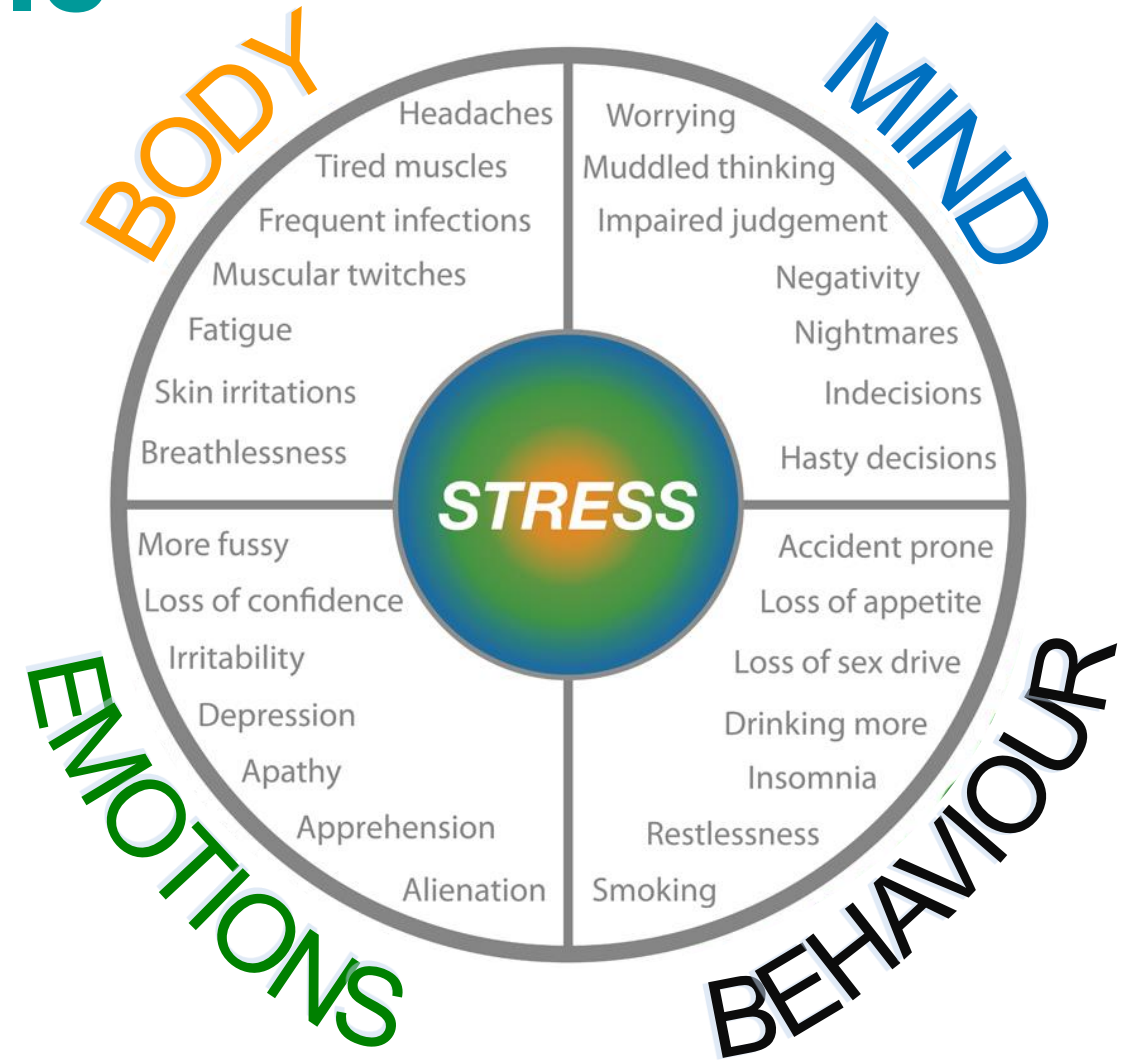 BODY
Headaches
Tired muscles
Frequent infections
Muscular twitches
Fatigue
Skin irritations
Breathlessness
MIND
Worrying
Muddled thinking
Impaired judgement
Negativity
Nightmares
Indecisions
Hasty decisions
STRESS
EMOTIONS
More fussy
Loss of confidence
Irritability
Depression
Apathy
Apprehension
Alienation
BEHAVIOUR
Accident prone
Loss of appetite
Loss of sex drive
Drinking more
Insomnia
Restlessness
Smoking